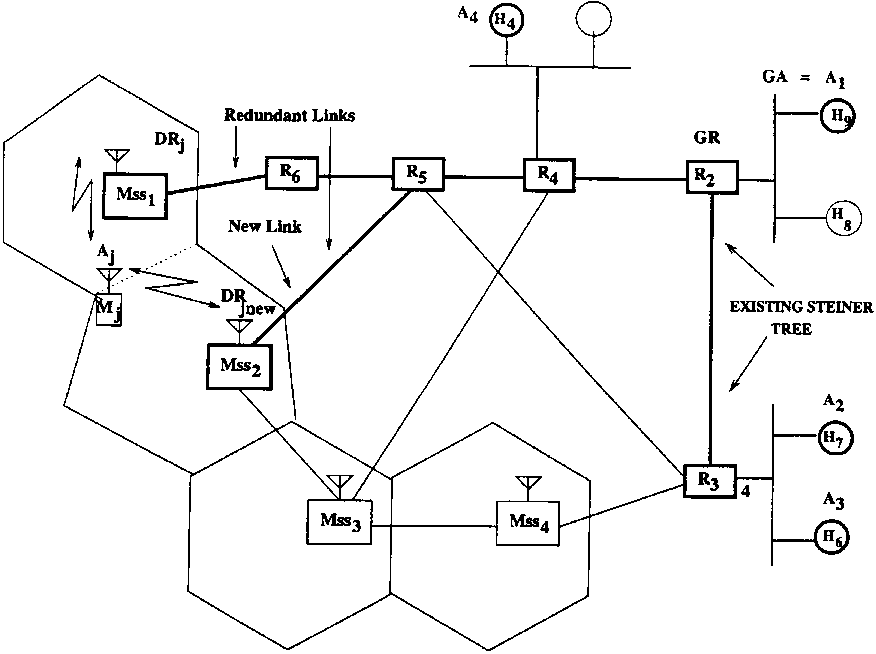 A4 H4
GA = A1
H9
Redundant Links
DRj
GR
R6
R5
R4
R2
Mss1
H8
New Link
Aj
DRjnew
Mj
EXISTING STEINER
TREE
Mss2
A2
H7
R3
4
A3
Mss3
Mss4
H6